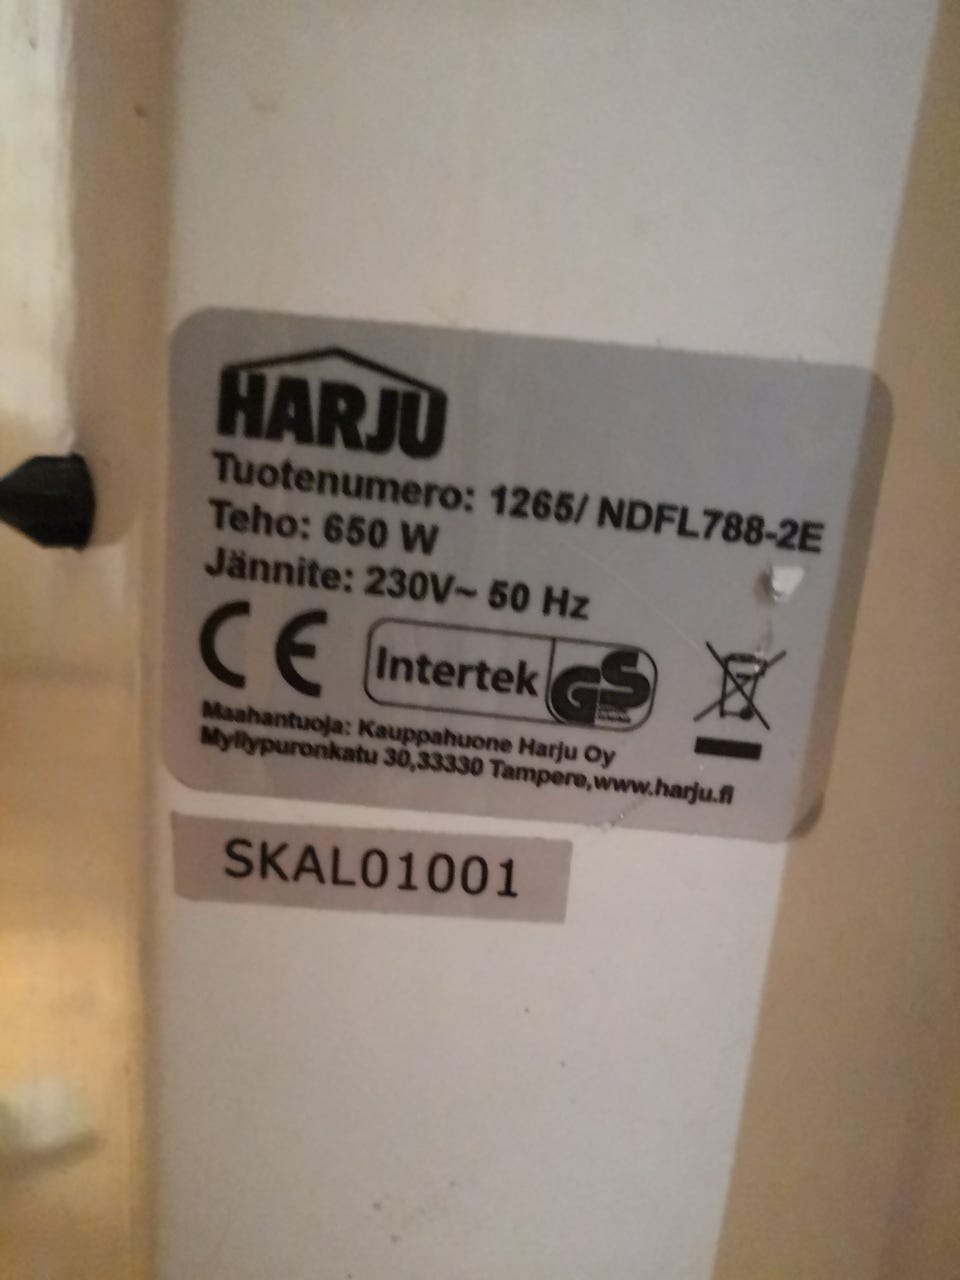 HARJU
Tuotenumero: 1265/ NDFL788-2E
Teho: 650 W
Jännite: 230V~ 50 Hz
CE Intertek GS
Maahantuoja: Kauppahuone Harju Oy
Myllypuronkatu 30,33330 Tampere,www.harju.fi
SKAL01001